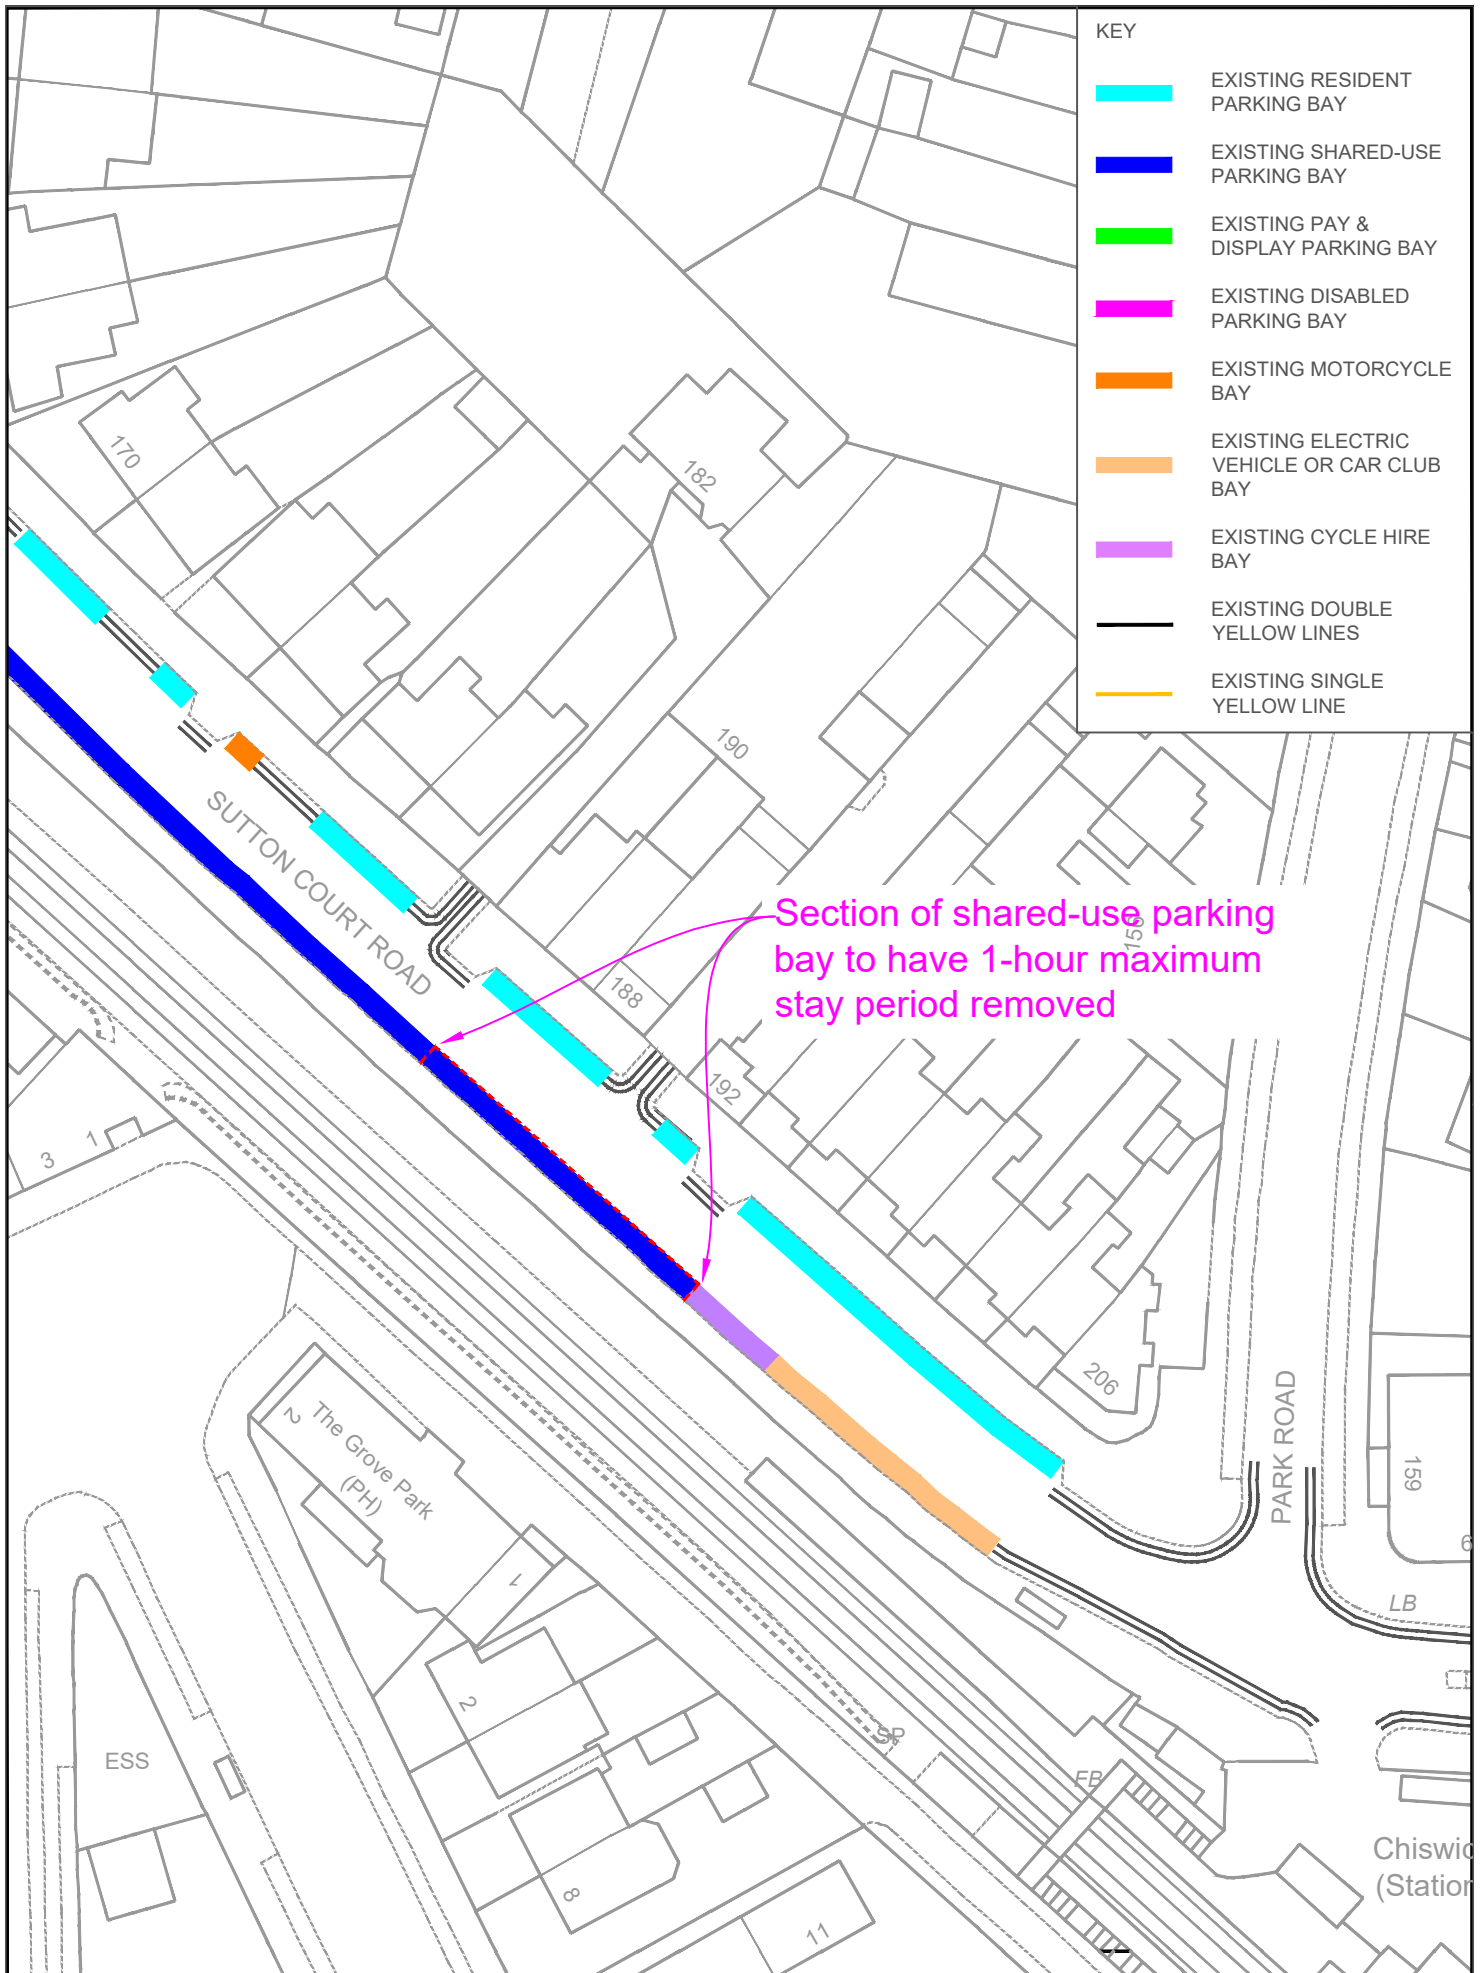 KEY
EXISTING RESIDENT
PARKING BAY
EXISTING SHARED-USE
PARKING BAY
EXISTING PAY &
DISPLAY PARKING BAY
EXISTING DISABLED
PARKING BAY
EXISTING MOTORCYCLE
BAY
EXISTING ELECTRIC
VEHICLE OR CAR CLUB
BAY
EXISTING CYCLE HIRE
BAY
EXISTING DOUBLE
YELLOW LINES
EXISTING SINGLE
YELLOW LINE
170
182
190
SUTTON COURT ROAD
Section of shared-use parking
bay to have 1-hour maximum
stay period removed
188
192
1
3
206
PARK ROAD
159
2
The Grove Park
(PH)
1
6
LB
2
SP
ESS
FB
8
11
Chiswic
(Station